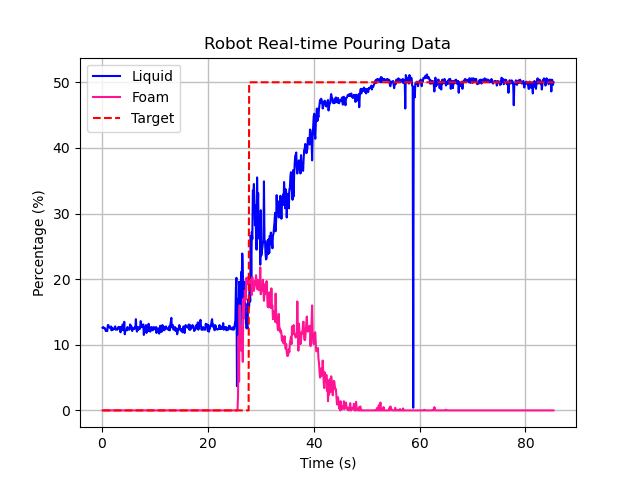 Robot Real-time Pouring Data
Liquid
Foam
Target
Percentage (%)
50
40
30
20
10
0
0 20 40 60 80
Time (s)